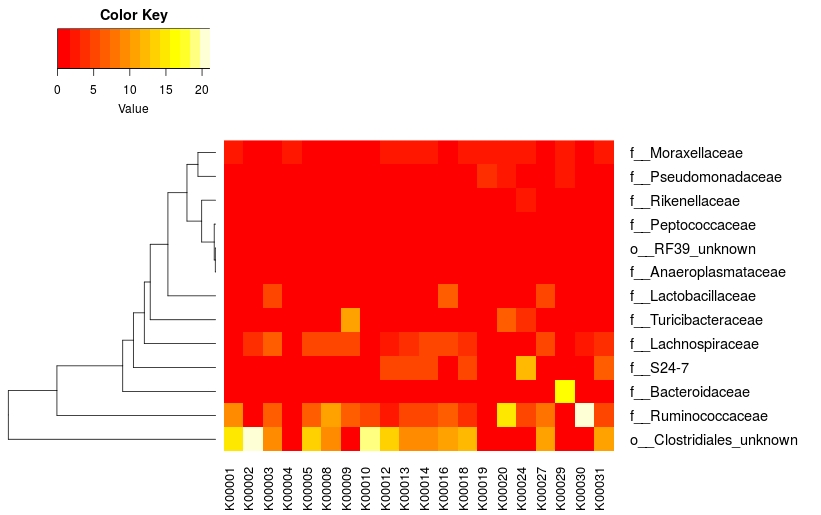 Color Key
0 5 10 15 20
Value
f__Moraxellaceae
f__Pseudomonadaceae
f__Rikenellaceae
f__Peptococcaceae
o__RF39_unknown
f__Anaeroplasmataceae
f__Lactobacillaceae
f__Turicibacteraceae
f__Lachnospiraceae
f__S24-7
f__Bacteroidaceae
f__Ruminococcaceae
o__Clostridiales_unknown
K00001
K00002
K00003
K00004
K00005
K00008
K00009
K00010
K00012
K00013
K00014
K00016
K00018
K00019
K00020
K00024
K00027
K00029
K00030
K00031